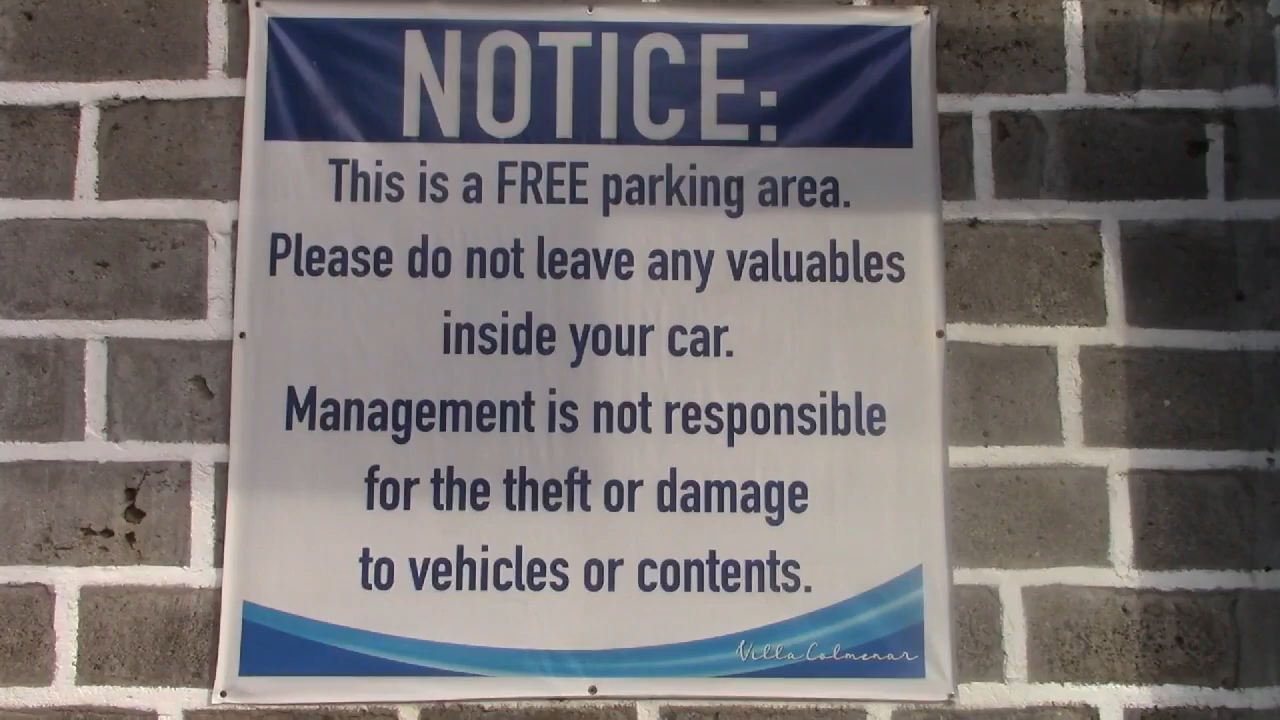 NOTICE:
This is a FREE parking area.
Please do not leave any valuables
inside your car.
Management is not responsible
for the theft or damage
to vehicles or contents.
Villa Colmenar